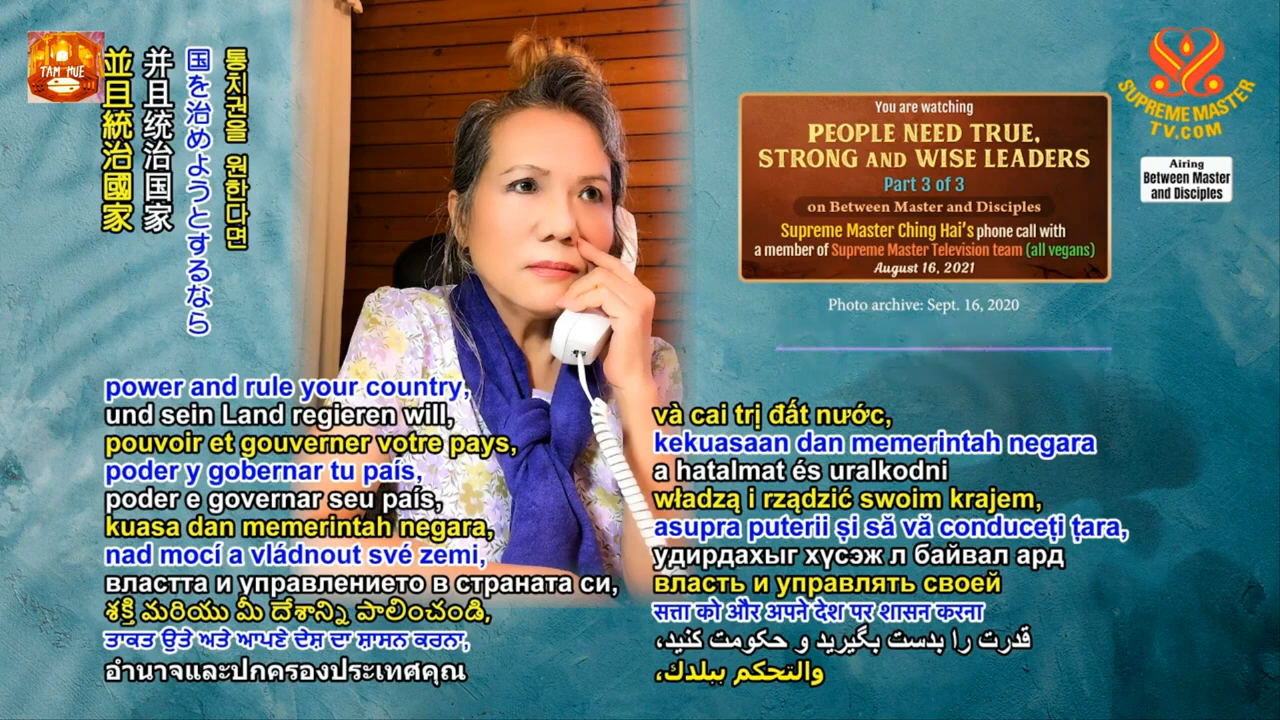 TAM HUE
並且統治國家
并且统治国家
国を治めようとするなら
통치권을 원한다면
You are watching
PEOPLE NEED TRUE,
STRONG AND WISE LEADERS
Part 3 of 3
on Between Master and Disciples
Supreme Master Ching Hai's phone call with
a member of Supreme Master Television team (all vegans)
August 16, 2021
Photo archive: Sept. 16, 2020
SUPREME MASTER
TV.COM
Airing
Between Master
and Disciples
power and rule your country,
und sein Land regieren will,
pouvoir et gouverner votre pays,
poder y gobernar tu país,
poder e governar seu país,
kuasa dan memerintah negara,
nad mocí a vládnout své zemi,
властта и управлението в страната си,
శక్తి మరియు మీ దేశాన్ని పాలించండి,
ਤਾਕਤ ਉਤੇ ਅਤੇ ਆਪਣੇ ਦੇਸ਼ ਦਾ ਸ਼ਾਸਨ ਕਰਨਾ,
อำนาจและปกครองประเทศคุณ
và cai trị đất nước,
kekuasaan dan memerintah negara
a hatalmat és uralkodni
władzą i rządzić swoim krajem,
asupra puterii și să vă conduceți țara,
удирдахыг хүсэж л байвал ард
власть и управлять своей
सत्ता को और अपने देश पर शासन करना
قدرت را بدست بگیرید و حکومت کنید،
والتحكم ببلدك،